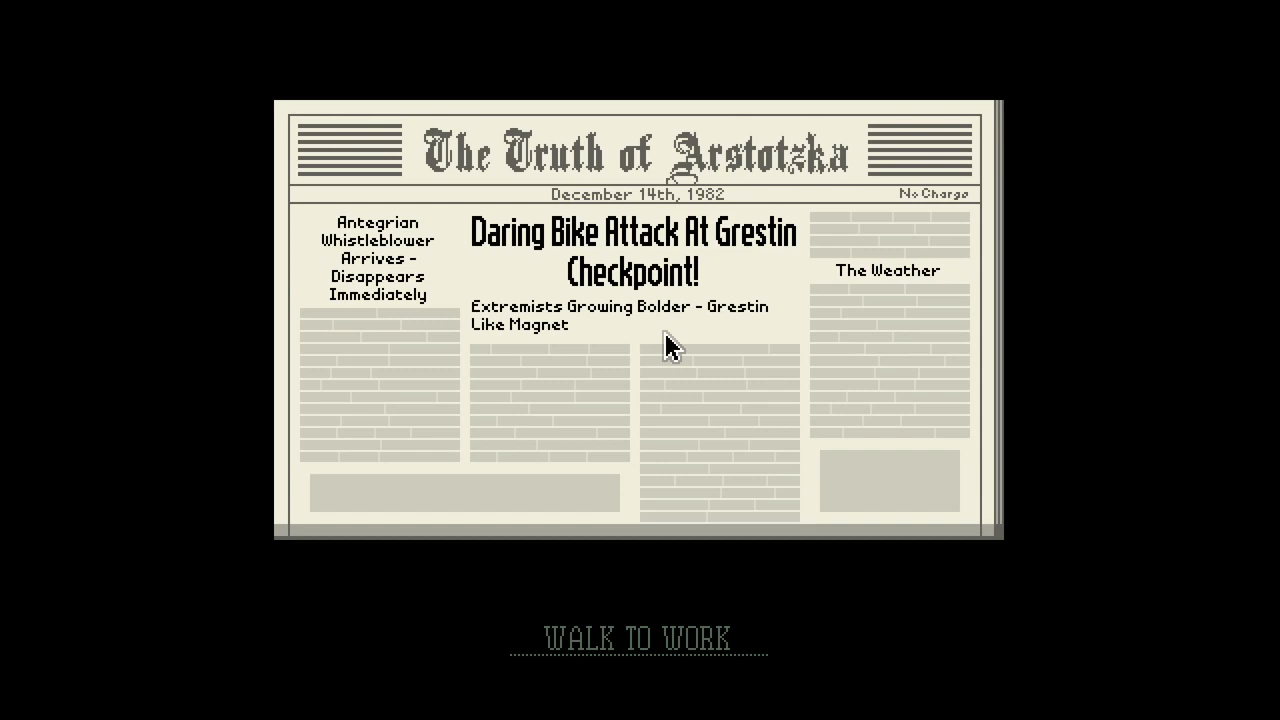 The Truth of Arstotzka
December 14th, 1982
No Charge
Antegrian
Whistleblower
Arrives -
Disappears
Immediately
Daring Bike Attack At Grestin
Checkpoint!
Extremists Growing Bolder - Grestin
Like Magnet
The Weather
WALK TO WORK